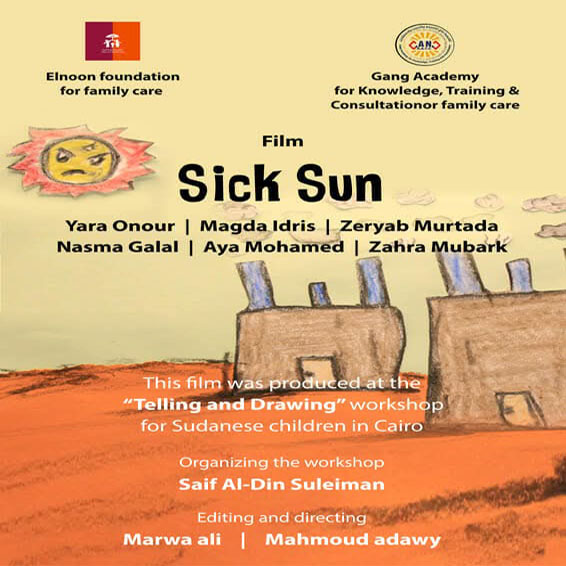 Elnoon foundation
for family care
GANG
Gang Academy
for Knowledge, Training &
Consultationor family care
Film
Sick Sun
Yara Onour | Magda Idris | Zeryab Murtada
Nasma Galal | Aya Mohamed | Zahra Mubark
This film was produced at the
“Telling and Drawing” workshop
for Sudanese children in Cairo
Organizing the workshop
Saif Al-Din Suleiman
Editing and directing
Marwa ali | Mahmoud adawy